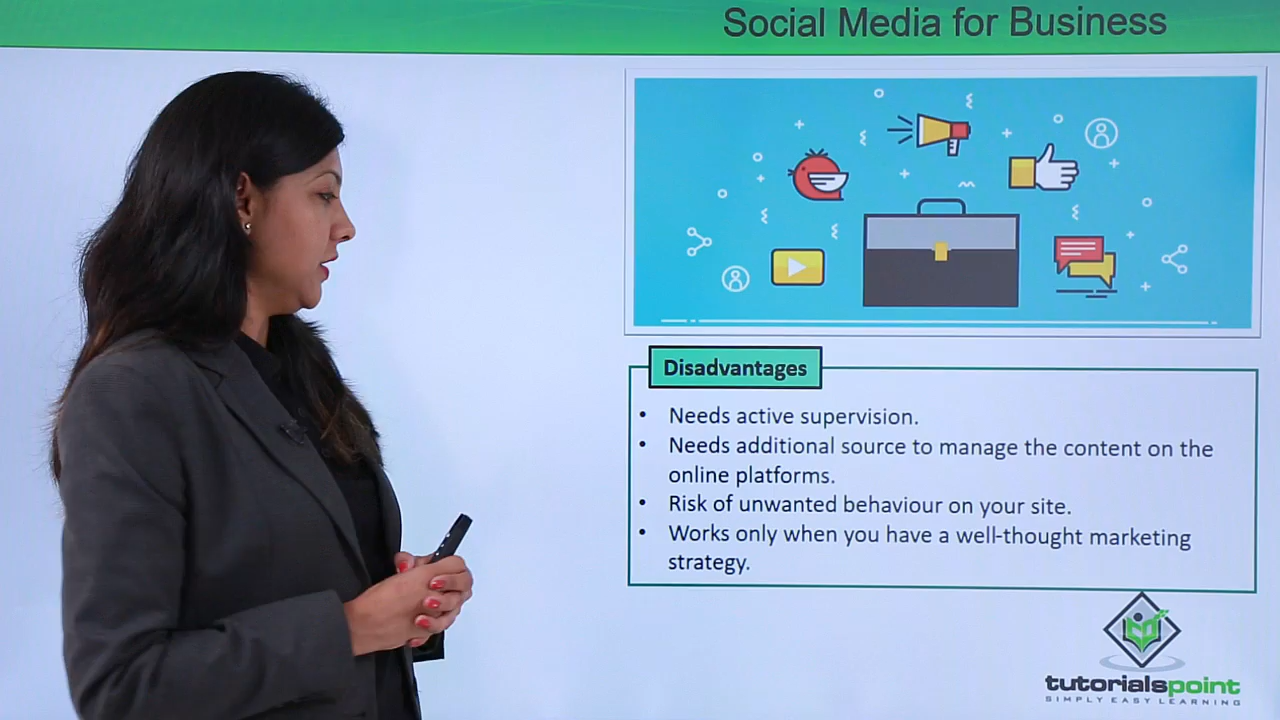 Social Media for Business
Disadvantages
• Needs active supervision.
• Needs additional source to manage the content on the
online platforms.
• Risk of unwanted behaviour on your site.
• Works only when you have a well-thought marketing
strategy.
tutorialspoint
SIMPLY EASY LEARNING